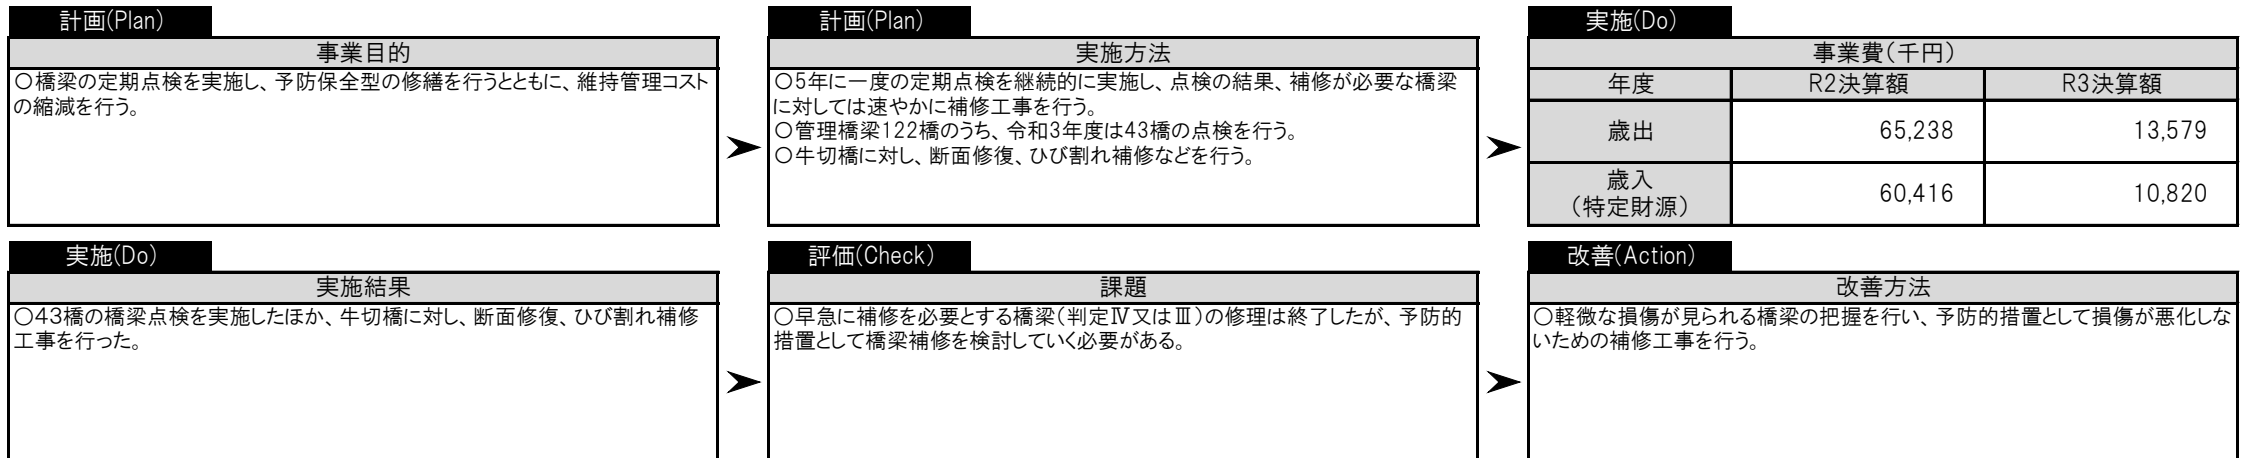 計画(Plan)
事業目的
○橋梁の定期点検を実施し、予防保全型の修繕を行うとともに、維持管理コスト
の縮減を行う。
計画(Plan)
実施方法
○5年に一度の定期点検を継続的に実施し、点検の結果、補修が必要な橋梁
に対しては速やかに補修工事を行う。
○管理橋梁122橋のうち、令和3年度は43橋の点検を行う。
○牛切橋に対し、断面修復、ひび割れ補修などを行う。
実施(Do)
事業費(千円)
年度 R2決算額 R3決算額
歳出 65,238 13,579
歳入
(特定財源) 60,416 10,820
実施(Do)
実施結果
○43橋の橋梁点検を実施したほか、牛切橋に対し、断面修復、ひび割れ補修
工事を行った。
評価(Check)
課題
○早急に補修を必要とする橋梁(判定Ⅳ又はⅢ)の修理は終了したが、予防的
措置として橋梁補修を検討していく必要がある。
改善(Action)
改善方法
○軽微な損傷が見られる橋梁の把握を行い、予防的措置として損傷が悪化しな
いための補修工事を行う。